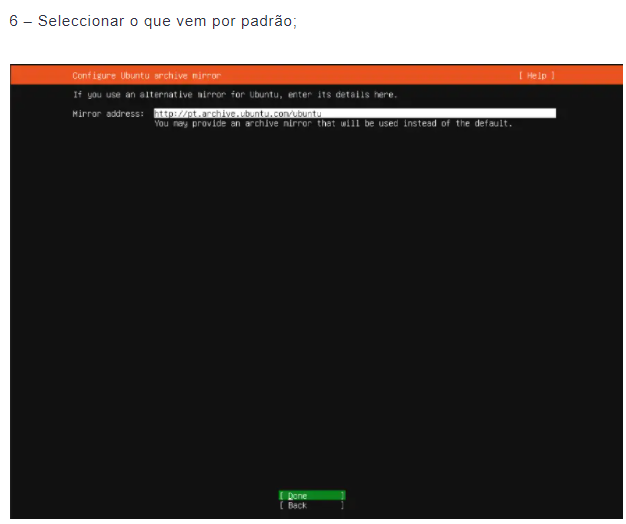 6 – Seleccionar o que vem por padrão;
Configure Ubuntu archive mirror [ Help ]
If you use an alternative mirror for Ubuntu, enter its details here.
Mirror address: http://pt.archive.ubuntu.com/ubuntu
You may provide an archive mirror that will be used instead of the default.
[ Done ]
[ Back ]